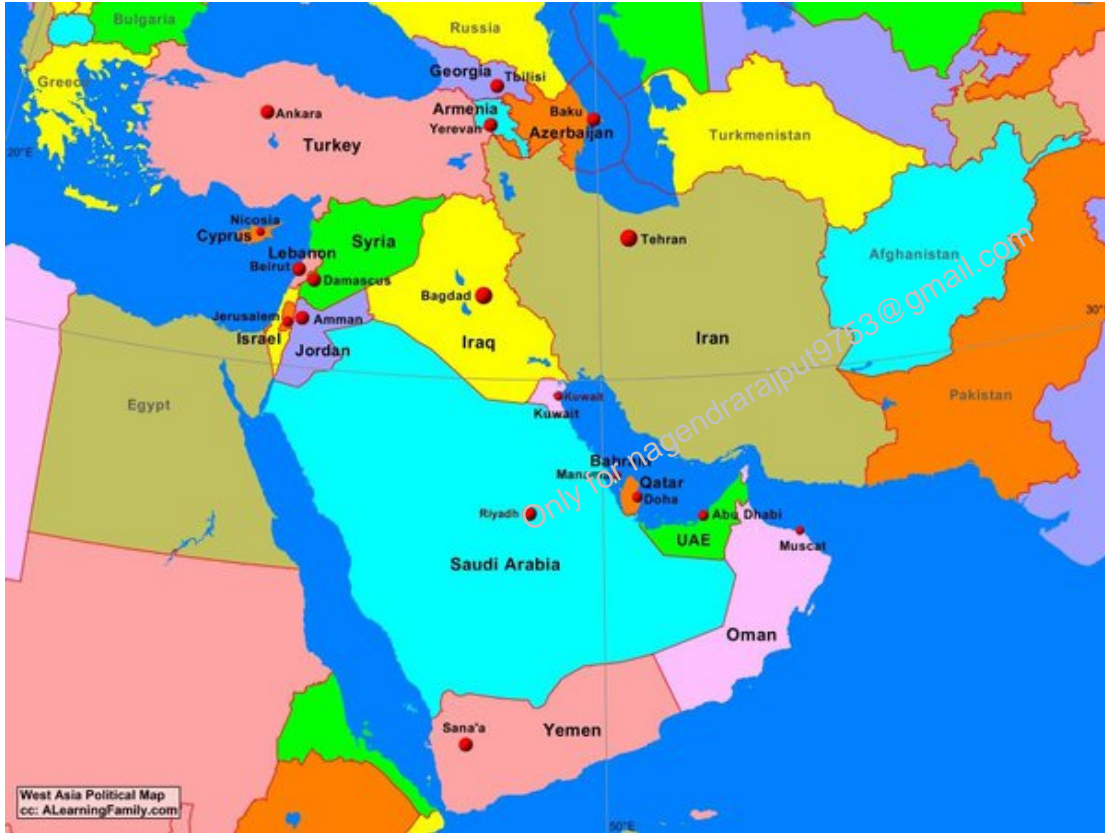 Bulgaria
Russia
Greece
Georgia
Tbilisi
Ankara
Armenia
Yerevan
Baku
Azerbaijan
Turkey
Turkmenistan
20°E
Nicosia
Cyprus
Lebanon
Beirut
Syria
Damascus
Tehran
Afghanistan
Bagdad
Jerusalem
Amman
Israel
Jordan
Iraq
Iran
30°
Egypt
Kuwait
Kuwait
Pakistan
Bahrain
Qatar
Doha
Riyadh
Abu Dhabi
UAE
Muscat
Saudi Arabia
Oman
Sana'a
Yemen
West Asia Political Map
cc: ALearningFamily.com
50°E
Only for nagendrarajput9753@gmail.com